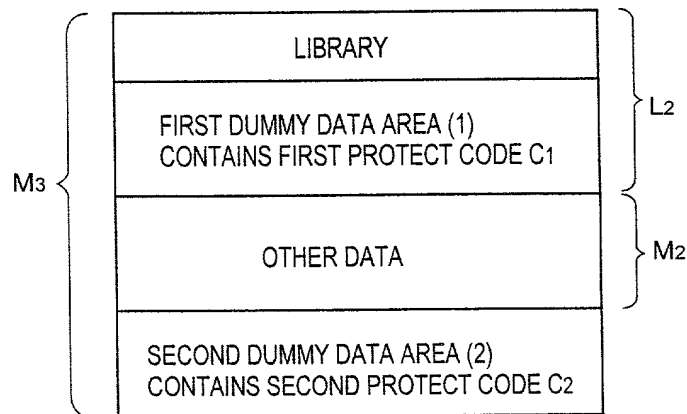 LIBRARY
FIRST DUMMY DATA AREA (1)
CONTAINS FIRST PROTECT CODE C1
L2
M3
OTHER DATA
M2
SECOND DUMMY DATA AREA (2)
CONTAINS SECOND PROTECT CODE C2